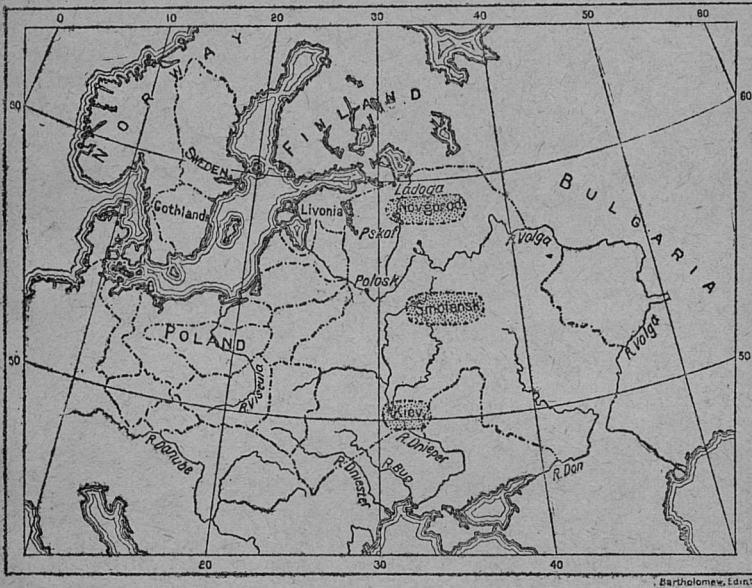 0 10 20 30 40 50 60
60
60
NORWAY
FINLAND
SWEDEN
BULGARIA
Ladoga
Gothland
Livonia
Novgorod
Pskof
R.Volga
Polosk
Smolensk
POLAND
R.Volga
50
50
R.Vistula
Kiev
R.Danube
R.Dnieper
R.Dniester
R.Bug
R.Don
20 30 40
Bartholomew, Edin.